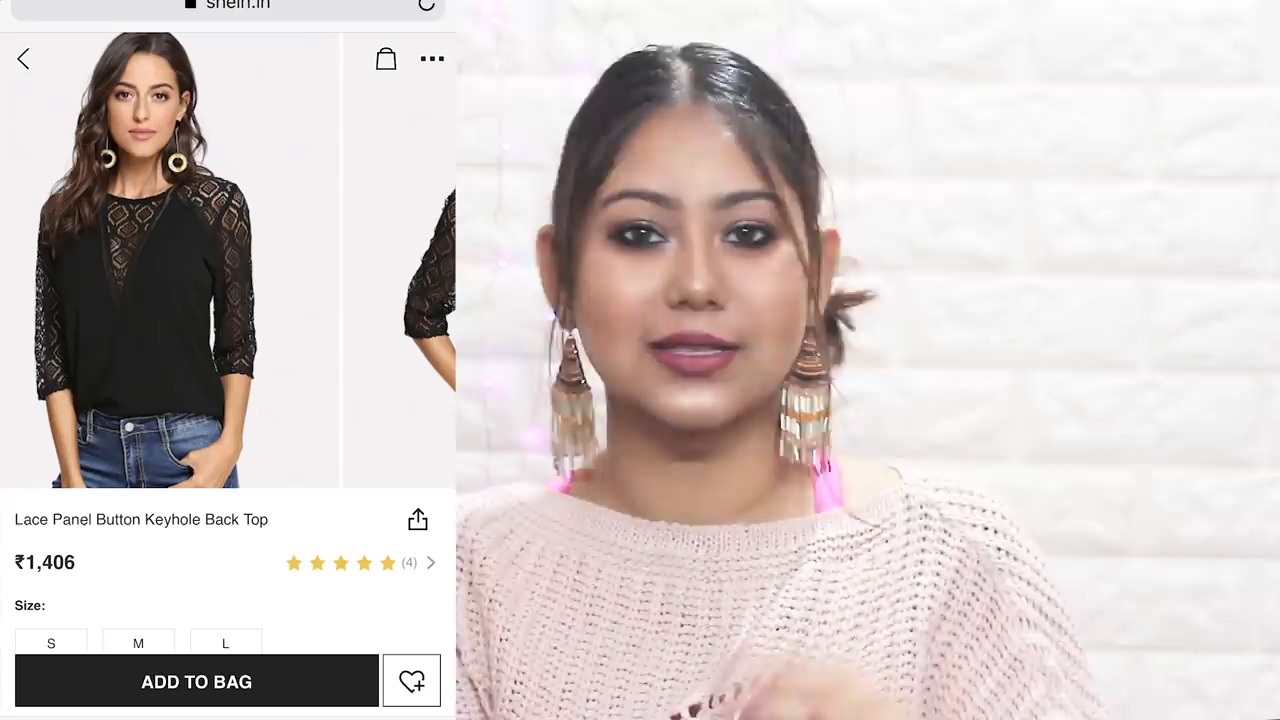 shein.in
Lace Panel Button Keyhole Back Top
₹1,406
(4)
Size:
S M L
ADD TO BAG